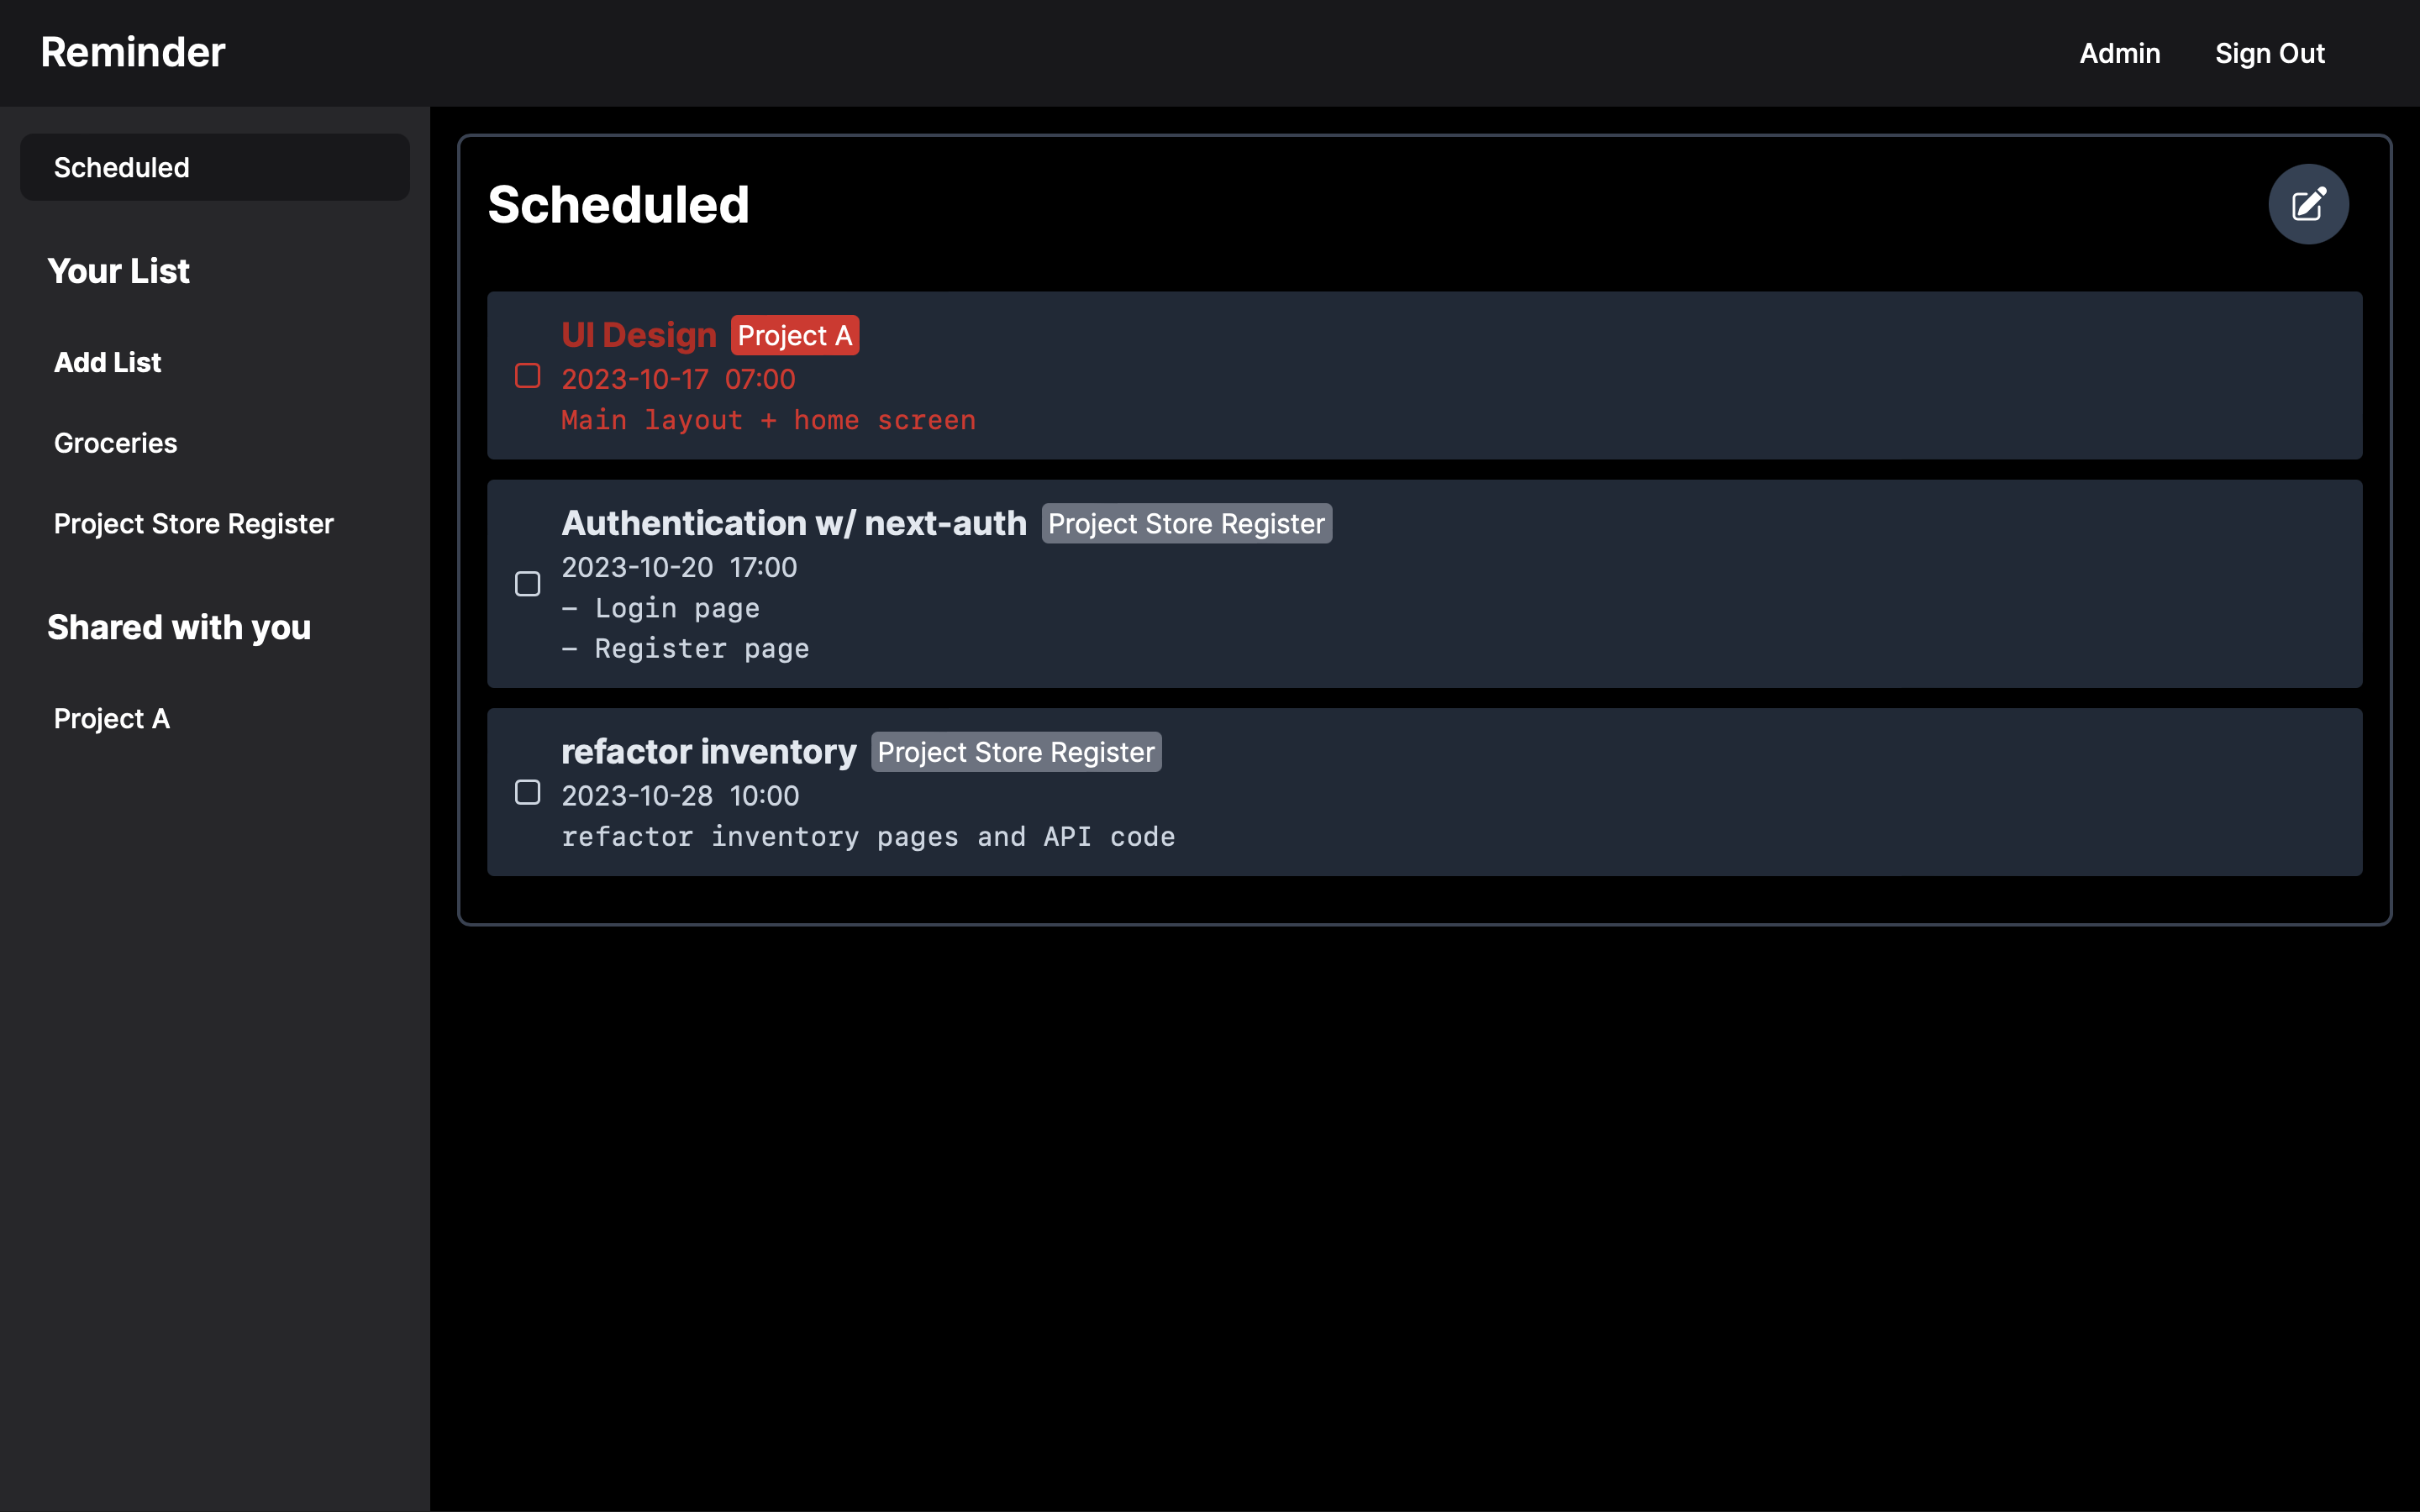 Reminder
Admin
Sign Out
Scheduled
Your List
Add List
Groceries
Project Store Register
Shared with you
Project A
Scheduled
UI Design Project A
2023-10-17 07:00
Main layout + home screen
Authentication w/ next-auth Project Store Register
2023-10-20 17:00
– Login page
– Register page
refactor inventory Project Store Register
2023-10-28 10:00
refactor inventory pages and API code